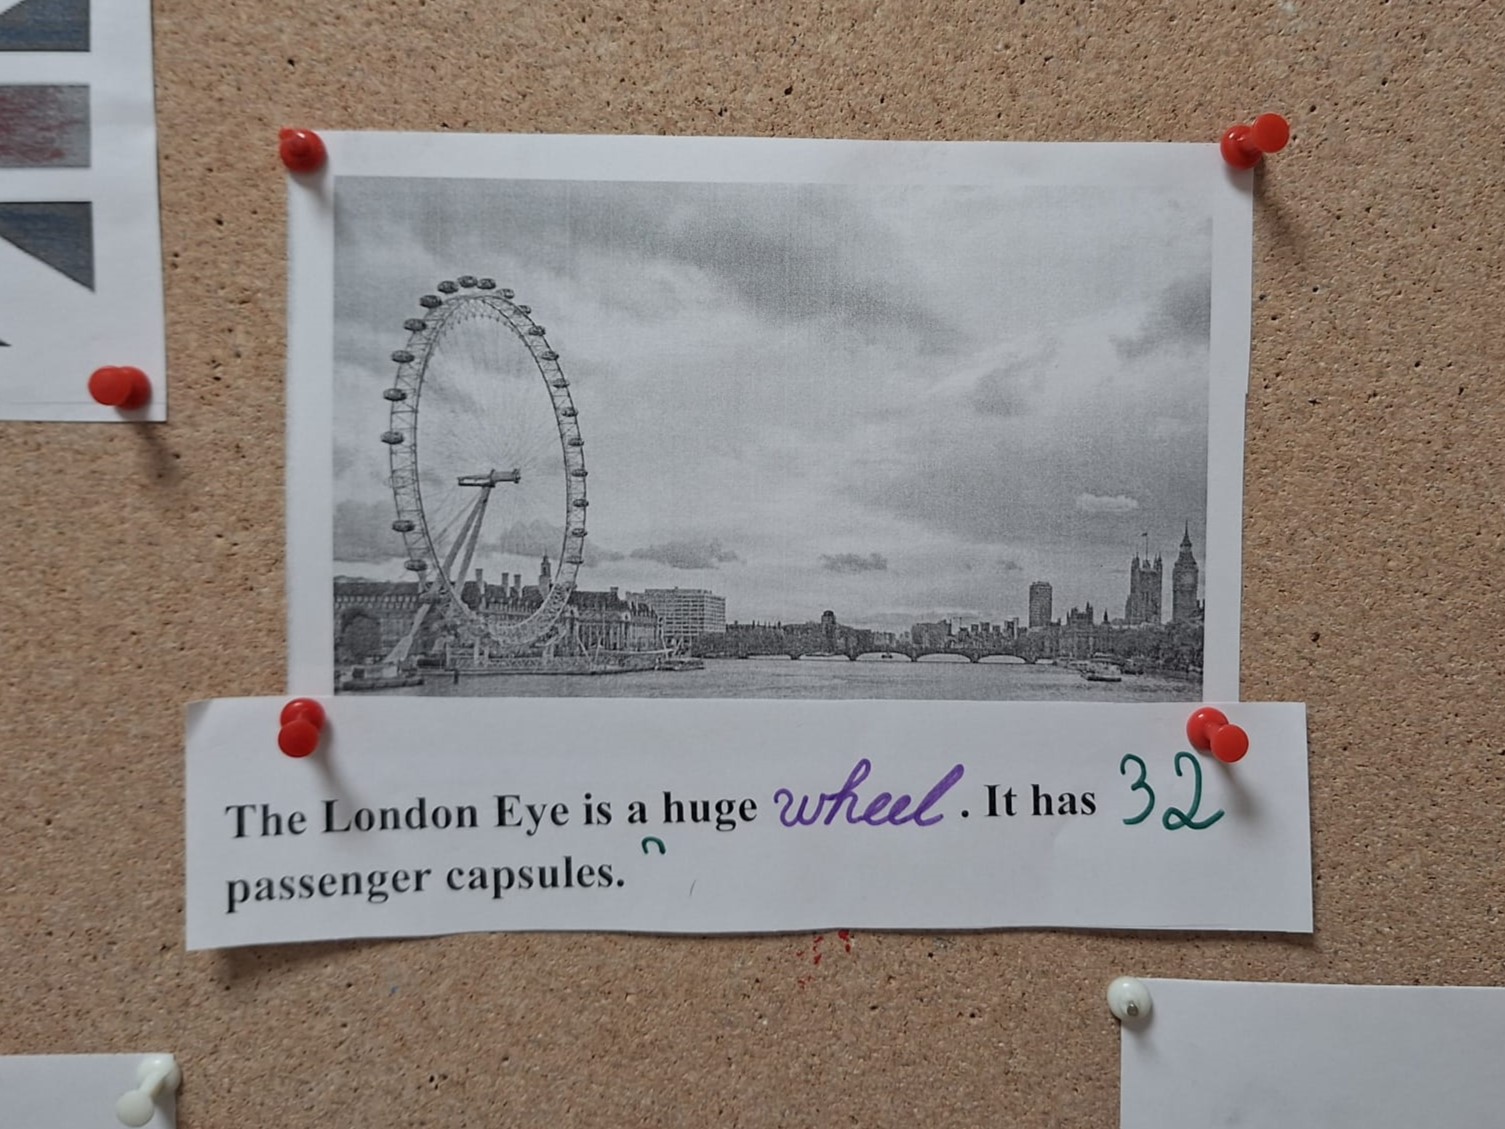 The London Eye is a huge wheel. It has 32
passenger capsules.